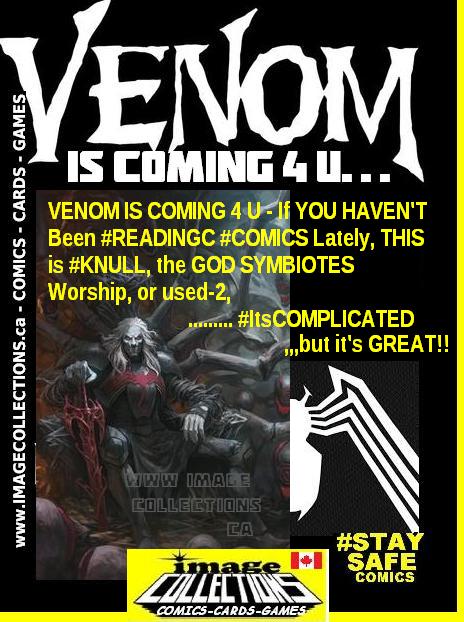 VENOM
IS COMING 4 U...
VENOM IS COMING 4 U - If YOU HAVEN'T
Been #READINGC #COMICS Lately, THIS
is #KNULL, the GOD SYMBIOTES
Worship, or used-2,
......... #ItsCOMPLICATED
,,,but it's GREAT!!
www.IMAGECOLLECTIONS.ca - COMICS - CARDS - GAMES
WWW IMAGE
COLLECTIONS
CA
#STAY
SAFE
COMICS
image
COLLECTIONS
COMICS-CARDS-GAMES